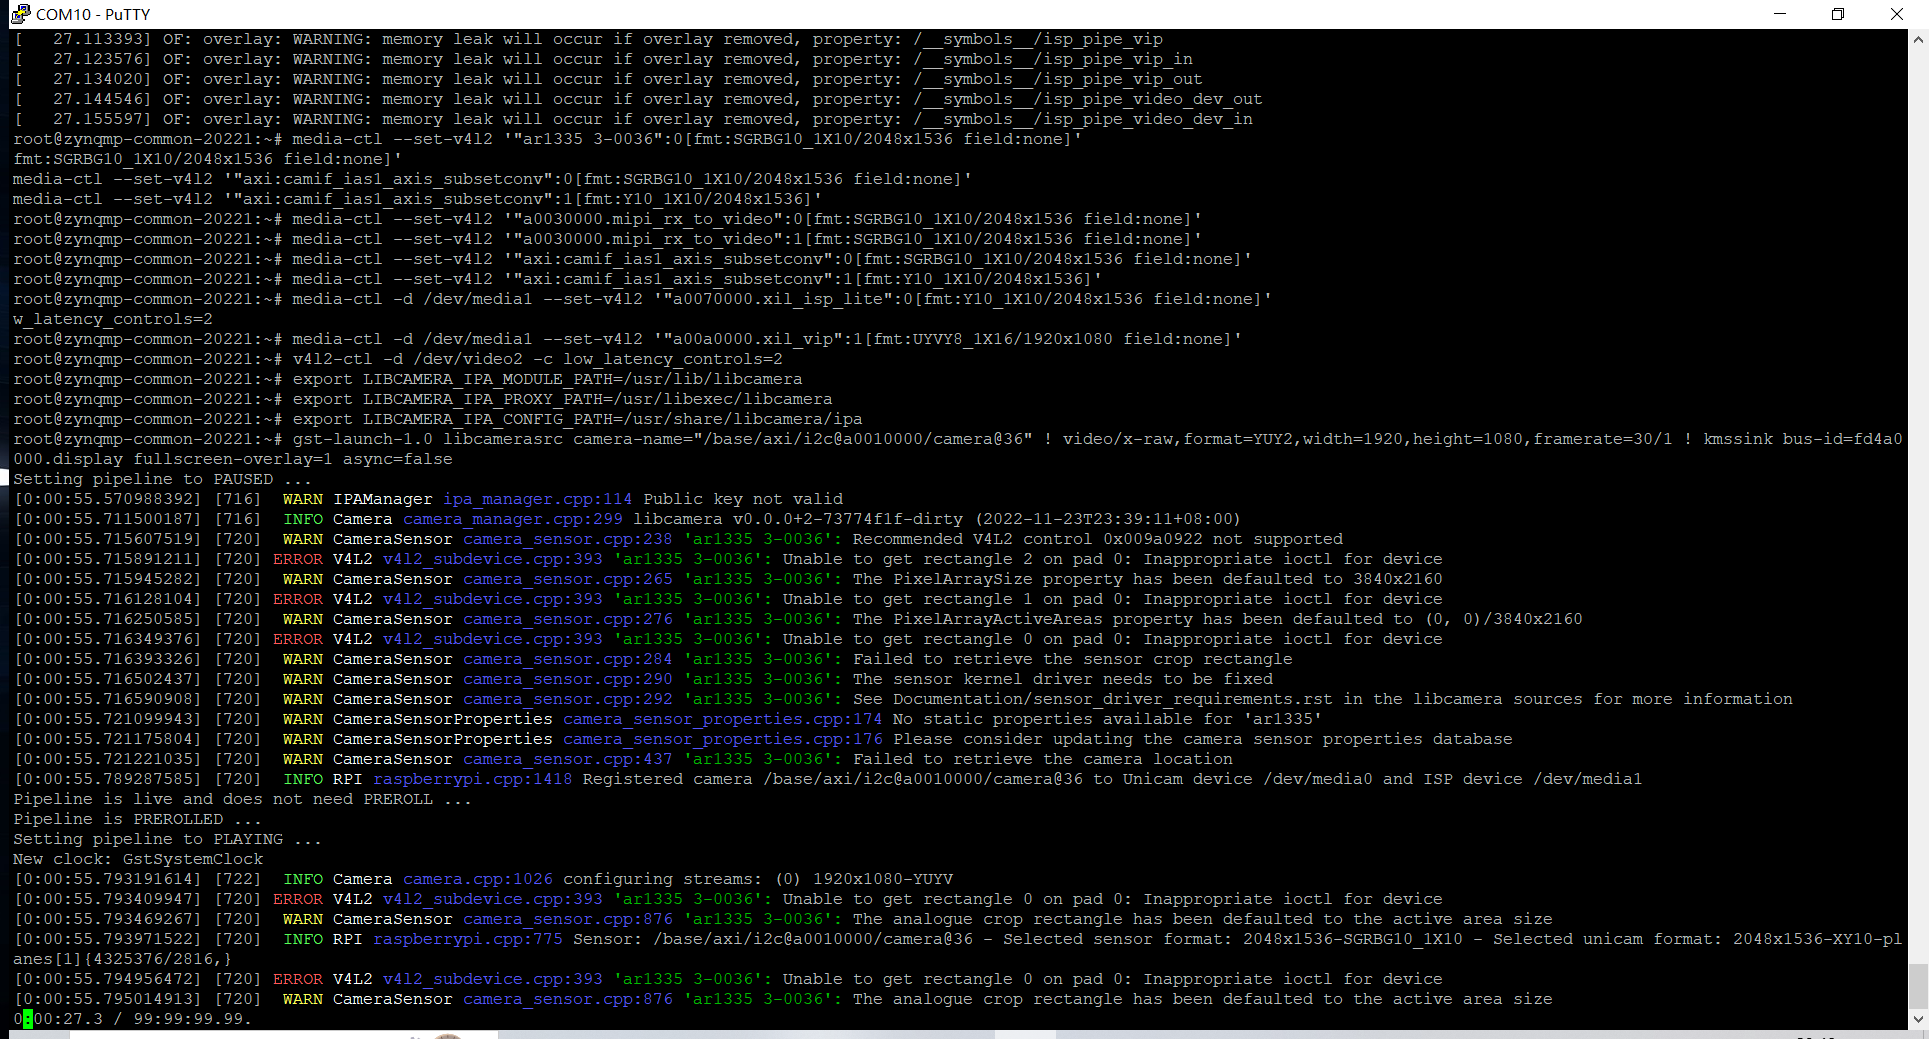 COM10 - PuTTY
[   27.113393] OF: overlay: WARNING: memory leak will occur if overlay removed, property: /__symbols__/isp_pipe_vip
[   27.123576] OF: overlay: WARNING: memory leak will occur if overlay removed, property: /__symbols__/isp_pipe_vip_in
[   27.134020] OF: overlay: WARNING: memory leak will occur if overlay removed, property: /__symbols__/isp_pipe_vip_out
[   27.144546] OF: overlay: WARNING: memory leak will occur if overlay removed, property: /__symbols__/isp_pipe_video_dev_out
[   27.155597] OF: overlay: WARNING: memory leak will occur if overlay removed, property: /__symbols__/isp_pipe_video_dev_in
root@zynqmp-common-20221:~# media-ctl --set-v4l2 '"ar1335 3-0036":0[fmt:SGRBG10_1X10/2048x1536 field:none]'
fmt:SGRBG10_1X10/2048x1536 field:none]'
media-ctl --set-v4l2 '"axi:camif_ias1_axis_subsetconv":0[fmt:SGRBG10_1X10/2048x1536 field:none]'
media-ctl --set-v4l2 '"axi:camif_ias1_axis_subsetconv":1[fmt:Y10_1X10/2048x1536]'
root@zynqmp-common-20221:~# media-ctl --set-v4l2 '"a0030000.mipi_rx_to_video":0[fmt:SGRBG10_1X10/2048x1536 field:none]'
root@zynqmp-common-20221:~# media-ctl --set-v4l2 '"a0030000.mipi_rx_to_video":1[fmt:SGRBG10_1X10/2048x1536 field:none]'
root@zynqmp-common-20221:~# media-ctl --set-v4l2 '"axi:camif_ias1_axis_subsetconv":0[fmt:SGRBG10_1X10/2048x1536 field:none]'
root@zynqmp-common-20221:~# media-ctl --set-v4l2 '"axi:camif_ias1_axis_subsetconv":1[fmt:Y10_1X10/2048x1536]'
root@zynqmp-common-20221:~# media-ctl -d /dev/media1 --set-v4l2 '"a0070000.xil_isp_lite":0[fmt:Y10_1X10/2048x1536 field:none]'
w_latency_controls=2
root@zynqmp-common-20221:~# media-ctl -d /dev/media1 --set-v4l2 '"a00a0000.xil_vip":1[fmt:UYVY8_1X16/1920x1080 field:none]'
root@zynqmp-common-20221:~# v4l2-ctl -d /dev/video2 -c low_latency_controls=2
root@zynqmp-common-20221:~# export LIBCAMERA_IPA_MODULE_PATH=/usr/lib/libcamera
root@zynqmp-common-20221:~# export LIBCAMERA_IPA_PROXY_PATH=/usr/libexec/libcamera
root@zynqmp-common-20221:~# export LIBCAMERA_IPA_CONFIG_PATH=/usr/share/libcamera/ipa
root@zynqmp-common-20221:~# gst-launch-1.0 libcamerasrc camera-name="/base/axi/i2c@a0010000/camera@36" ! video/x-raw,format=YUY2,width=1920,height=1080,framerate=30/1 ! kmssink bus-id=fd4a0
000.display fullscreen-overlay=1 async=false
Setting pipeline to PAUSED ...
[0:00:55.570988392] [716]  WARN IPAManager ipa_manager.cpp:114 Public key not valid
[0:00:55.711500187] [716]  INFO Camera camera_manager.cpp:299 libcamera v0.0.0+2-73774f1f-dirty (2022-11-23T23:39:11+08:00)
[0:00:55.715607519] [720]  WARN CameraSensor camera_sensor.cpp:238 'ar1335 3-0036': Recommended V4L2 control 0x009a0922 not supported
[0:00:55.715891211] [720] ERROR V4L2 v4l2_subdevice.cpp:393 'ar1335 3-0036': Unable to get rectangle 2 on pad 0: Inappropriate ioctl for device
[0:00:55.715945282] [720]  WARN CameraSensor camera_sensor.cpp:265 'ar1335 3-0036': The PixelArraySize property has been defaulted to 3840x2160
[0:00:55.716128104] [720] ERROR V4L2 v4l2_subdevice.cpp:393 'ar1335 3-0036': Unable to get rectangle 1 on pad 0: Inappropriate ioctl for device
[0:00:55.716250585] [720]  WARN CameraSensor camera_sensor.cpp:276 'ar1335 3-0036': The PixelArrayActiveAreas property has been defaulted to (0, 0)/3840x2160
[0:00:55.716349376] [720] ERROR V4L2 v4l2_subdevice.cpp:393 'ar1335 3-0036': Unable to get rectangle 0 on pad 0: Inappropriate ioctl for device
[0:00:55.716393326] [720]  WARN CameraSensor camera_sensor.cpp:284 'ar1335 3-0036': Failed to retrieve the sensor crop rectangle
[0:00:55.716502437] [720]  WARN CameraSensor camera_sensor.cpp:290 'ar1335 3-0036': The sensor kernel driver needs to be fixed
[0:00:55.716590908] [720]  WARN CameraSensor camera_sensor.cpp:292 'ar1335 3-0036': See Documentation/sensor_driver_requirements.rst in the libcamera sources for more information
[0:00:55.721099943] [720]  WARN CameraSensorProperties camera_sensor_properties.cpp:174 No static properties available for 'ar1335'
[0:00:55.721175804] [720]  WARN CameraSensorProperties camera_sensor_properties.cpp:176 Please consider updating the camera sensor properties database
[0:00:55.721221035] [720]  WARN CameraSensor camera_sensor.cpp:437 'ar1335 3-0036': Failed to retrieve the camera location
[0:00:55.789287585] [720]  INFO RPI raspberrypi.cpp:1418 Registered camera /base/axi/i2c@a0010000/camera@36 to Unicam device /dev/media0 and ISP device /dev/media1
Pipeline is live and does not need PREROLL ...
Pipeline is PREROLLED ...
Setting pipeline to PLAYING ...
New clock: GstSystemClock
[0:00:55.793191614] [722]  INFO Camera camera.cpp:1026 configuring streams: (0) 1920x1080-YUYV
[0:00:55.793409947] [720] ERROR V4L2 v4l2_subdevice.cpp:393 'ar1335 3-0036': Unable to get rectangle 0 on pad 0: Inappropriate ioctl for device
[0:00:55.793469267] [720]  WARN CameraSensor camera_sensor.cpp:876 'ar1335 3-0036': The analogue crop rectangle has been defaulted to the active area size
[0:00:55.793971522] [720]  INFO RPI raspberrypi.cpp:775 Sensor: /base/axi/i2c@a0010000/camera@36 - Selected sensor format: 2048x1536-SGRBG10_1X10 - Selected unicam format: 2048x1536-XY10-pl
anes[1]{4325376/2816,}
[0:00:55.794956472] [720] ERROR V4L2 v4l2_subdevice.cpp:393 'ar1335 3-0036': Unable to get rectangle 0 on pad 0: Inappropriate ioctl for device
[0:00:55.795014913] [720]  WARN CameraSensor camera_sensor.cpp:876 'ar1335 3-0036': The analogue crop rectangle has been defaulted to the active area size
0:00:27.3 / 99:99:99.99.